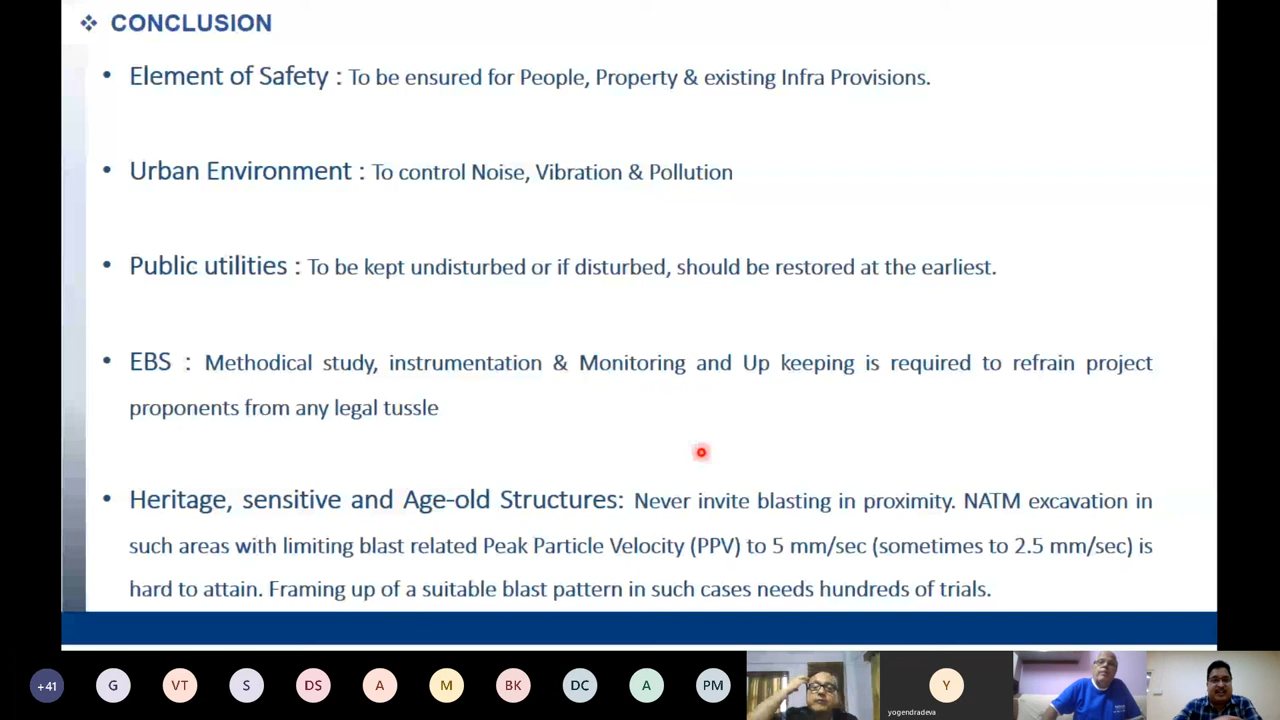 ❖ CONCLUSION
• Element of Safety : To be ensured for People, Property & existing Infra Provisions.
• Urban Environment : To control Noise, Vibration & Pollution
• Public utilities : To be kept undisturbed or if disturbed, should be restored at the earliest.
• EBS : Methodical study, instrumentation & Monitoring and Up keeping is required to refrain project
proponents from any legal tussle
• Heritage, sensitive and Age-old Structures: Never invite blasting in proximity. NATM excavation in
such areas with limiting blast related Peak Particle Velocity (PPV) to 5 mm/sec (sometimes to 2.5 mm/sec) is
hard to attain. Framing up of a suitable blast pattern in such cases needs hundreds of trials.
+41 G VT S DS A M BK DC A PM Y
yogendradeva